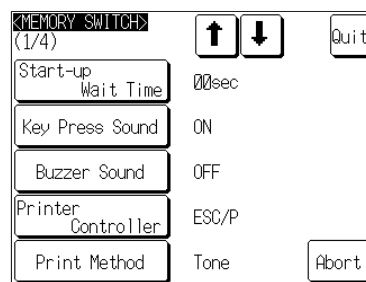 <MEMORY SWITCH>
(1/4)
Quit
Start-up
Wait Time
00sec
Key Press Sound
ON
Buzzer Sound
OFF
Printer
Controller
ESC/P
Print Method
Tone
Abort